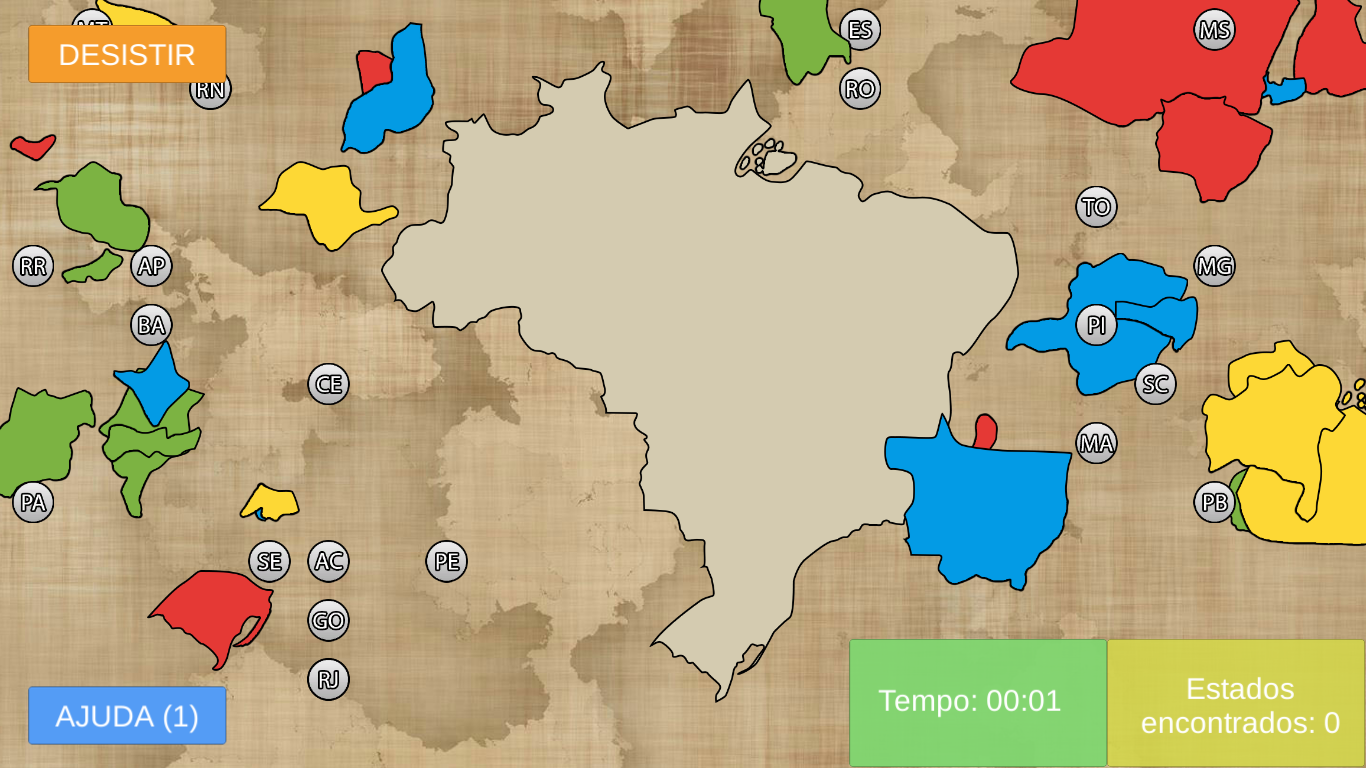 MT
DESISTIR
RN
ES
RO
MS
TO
RR
AP
MG
BA
PI
CE
SC
MA
PA
PB
SE
AC
PE
GO
RJ
AJUDA (1)
Tempo: 00:01
Estados
encontrados: 0